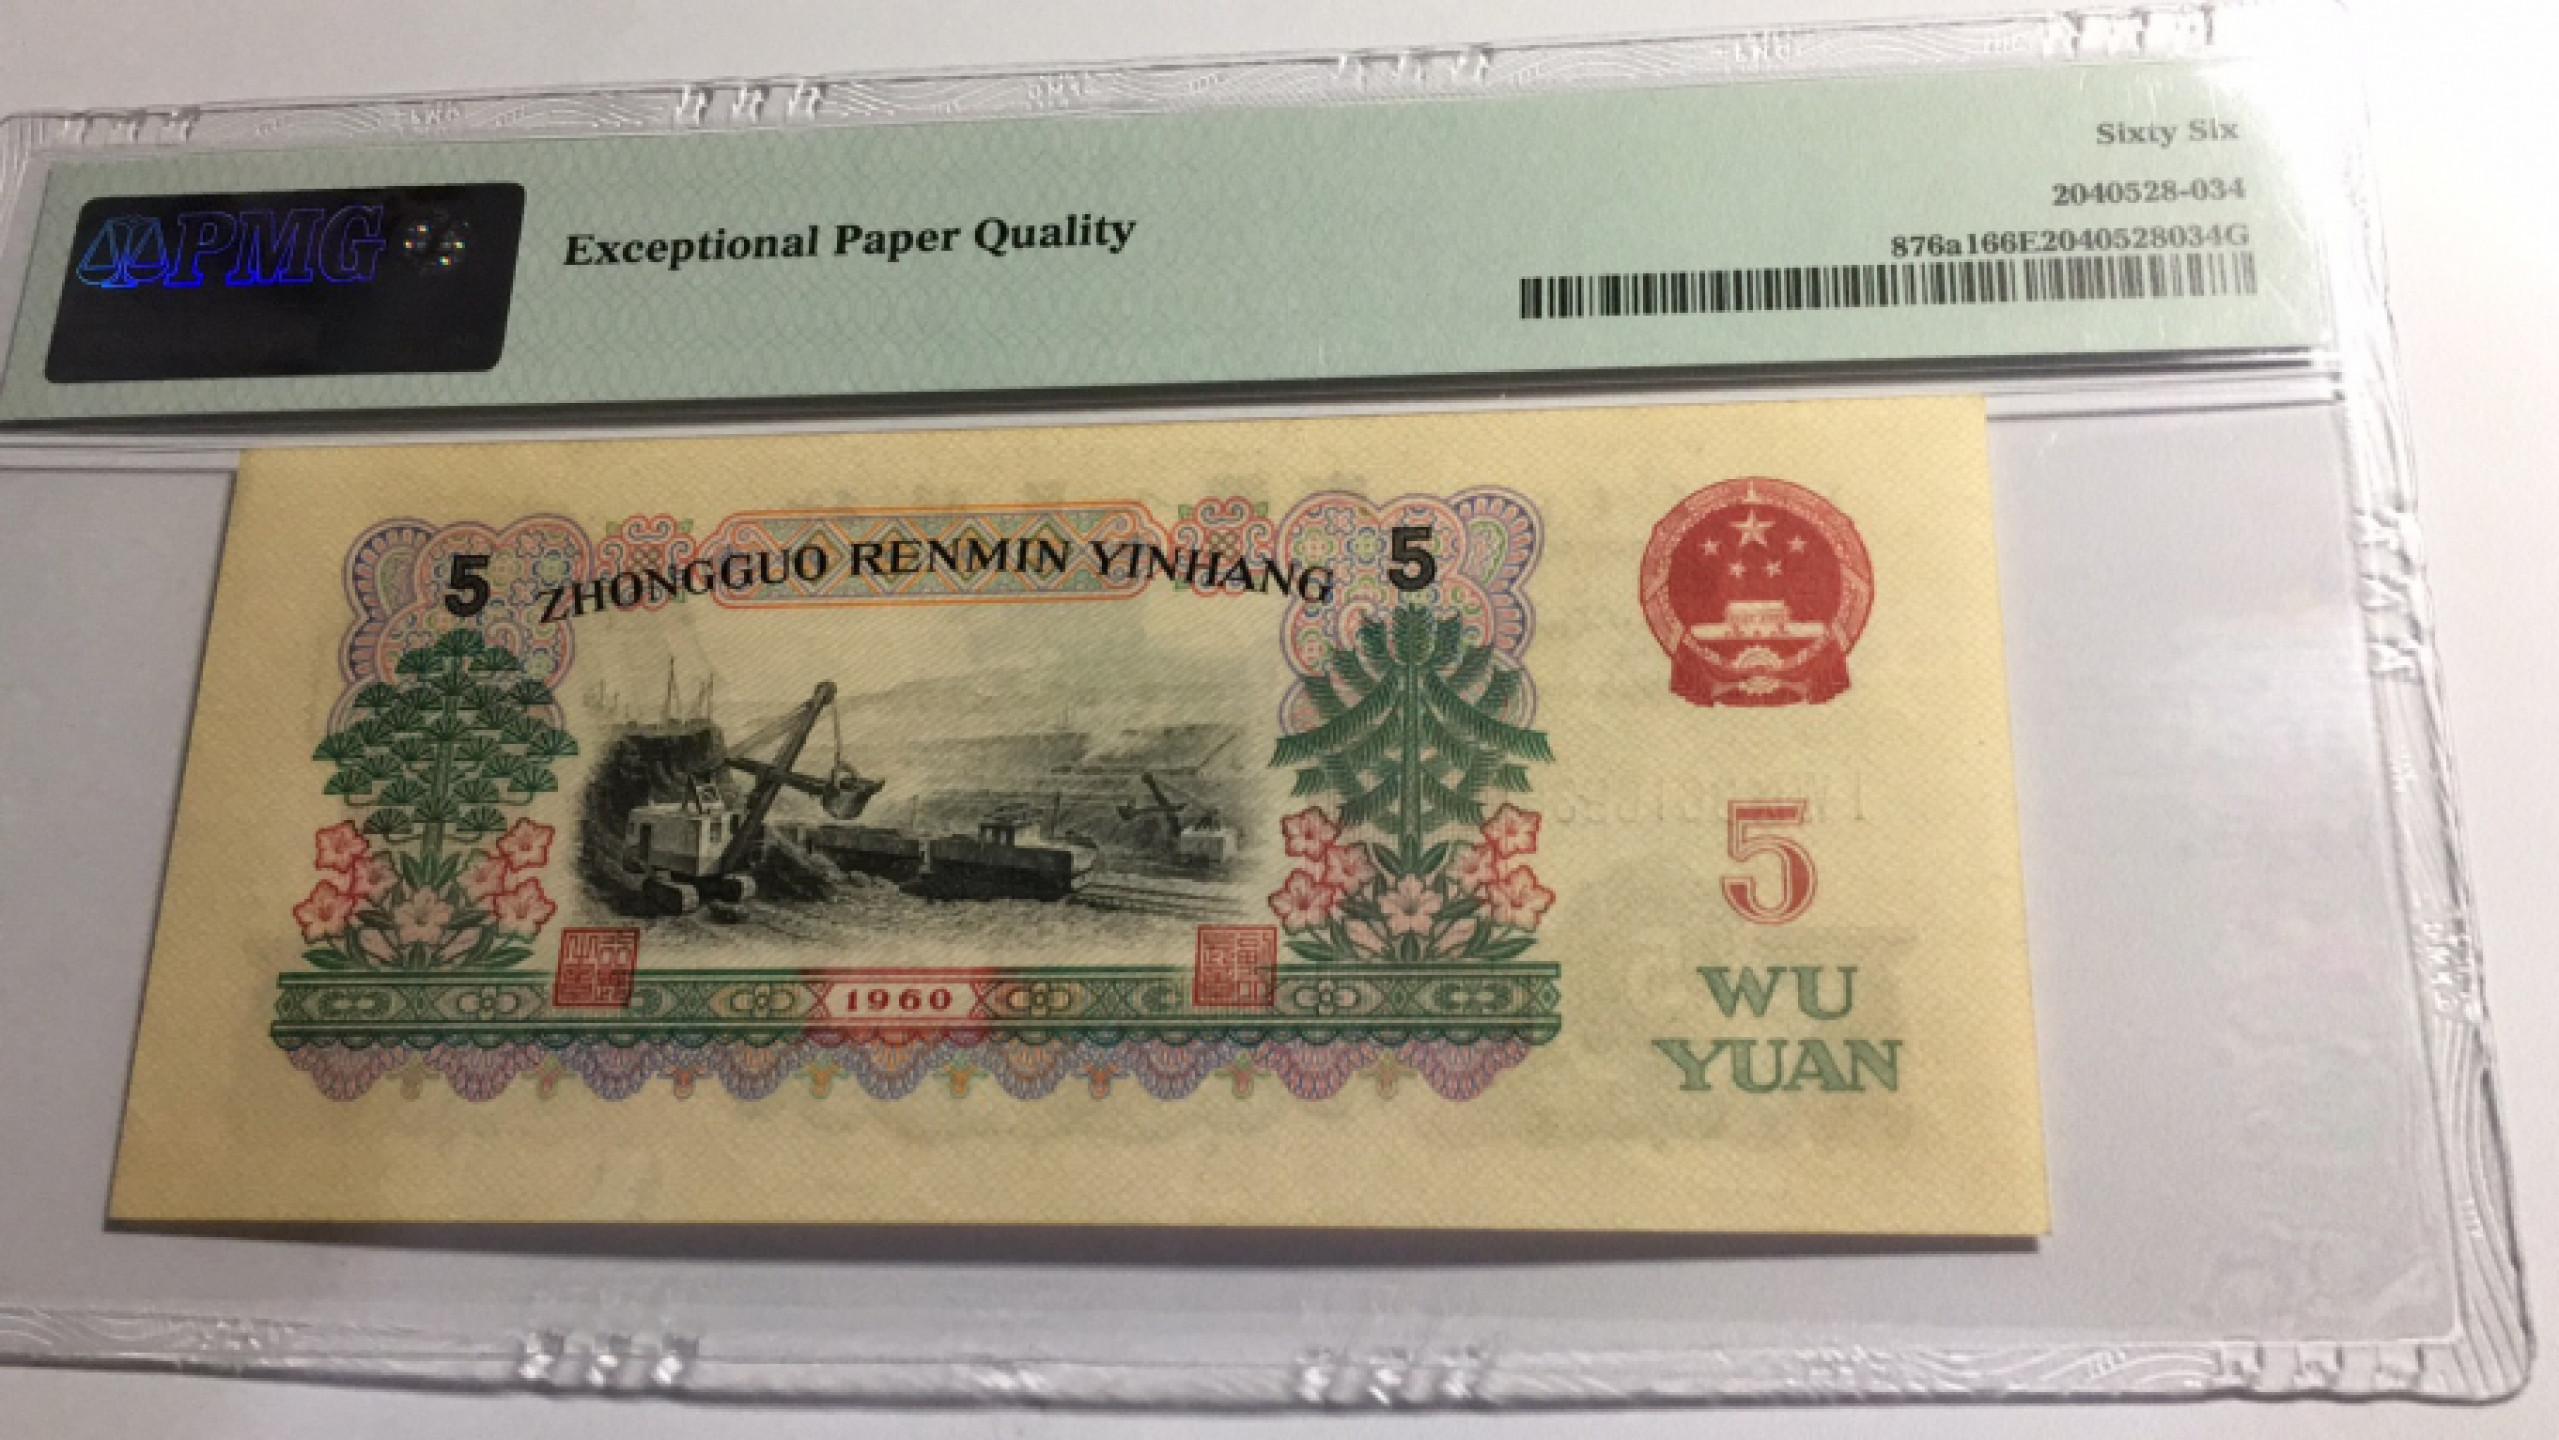 Sixty Six
2040528-034
PMG
Exceptional Paper Quality
876a166E2040528034G
5 ZHONGGUO RENMIN YINHANG 5
5
1960
WU
YUAN